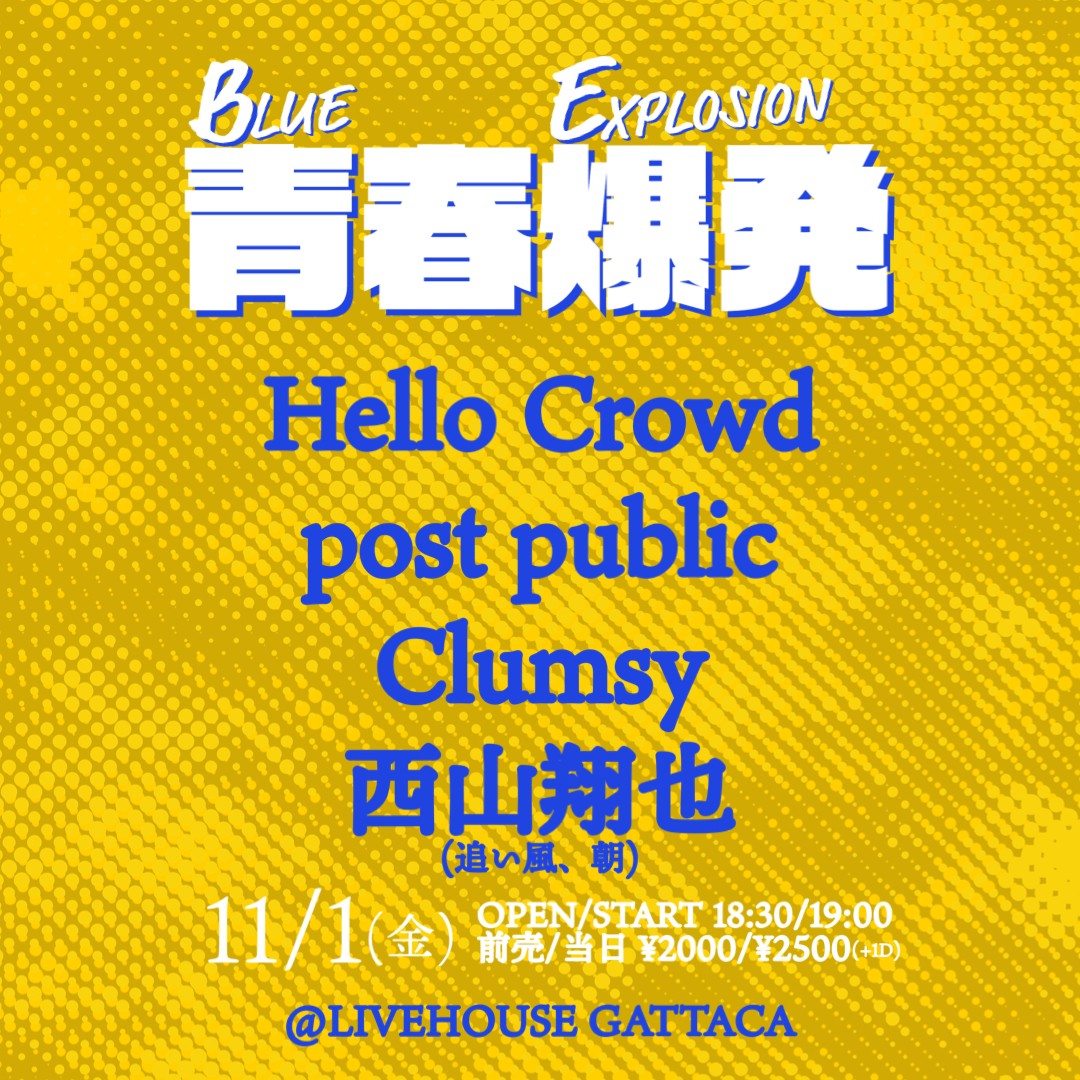 BLUE EXPLOSION
青春爆発
Hello Crowd
post public
Clumsy
西山翔也
(追い風、朝)
11/1(金)
OPEN/START 18:30/19:00
前売/当日 ¥2000/¥2500(+1D)
@LIVEHOUSE GATTACA